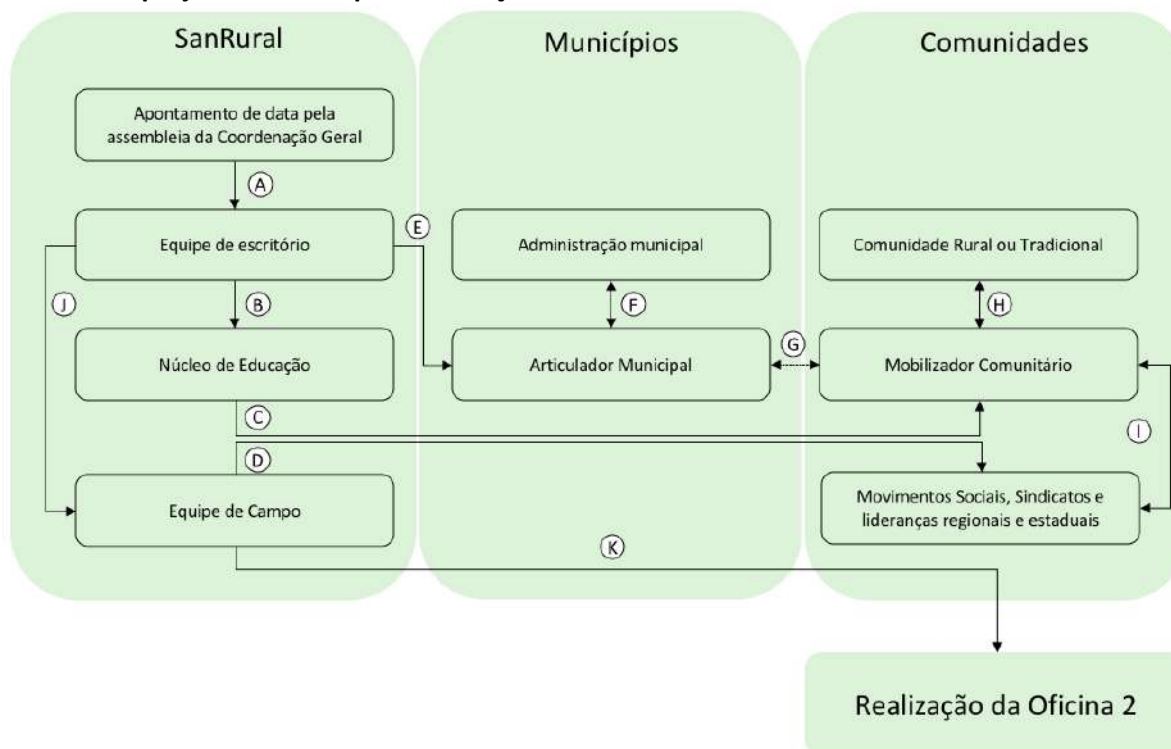 SanRural
Municípios
Comunidades
Apontamento de data pela
assembleia da Coordenação Geral
A
Equipe de escritório
E
Administração municipal
Comunidade Rural ou Tradicional
J
B
F
H
Núcleo de Educação
Articulador Municipal
G
Mobilizador Comunitário
C
I
D
Equipe de Campo
Movimentos Sociais, Sindicatos e
lideranças regionais e estaduais
K
Realização da Oficina 2